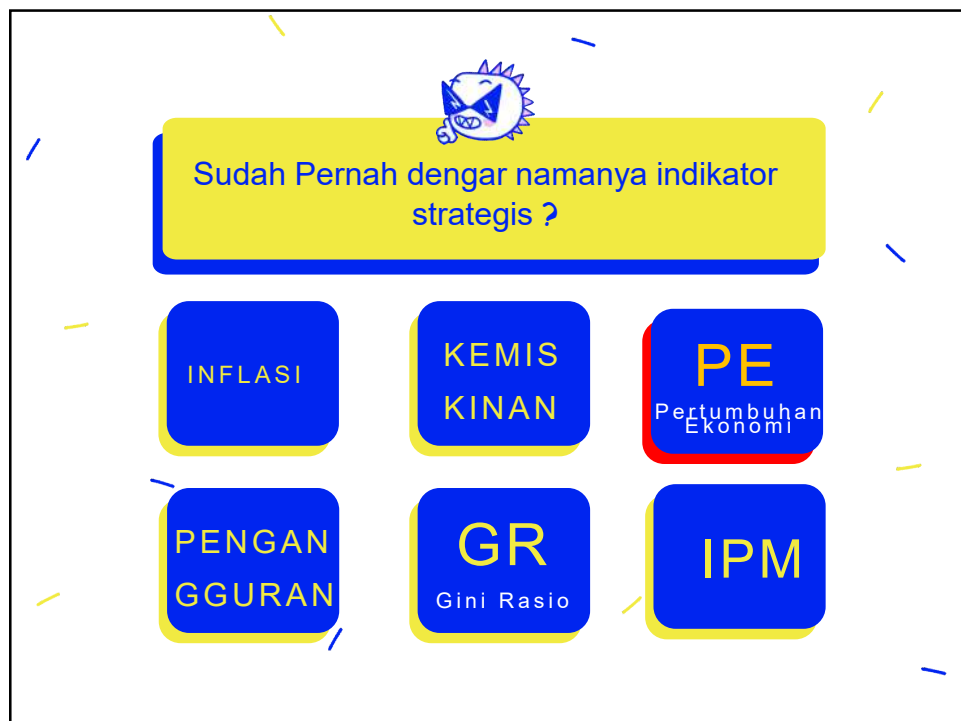 Sudah Pernah dengar namanya indikator
strategis ?
INFLASI
KEMIS
KINAN
PE
Pertumbuhan
Ekonomi
PENGAN
GGURAN
GR
Gini Rasio
IPM